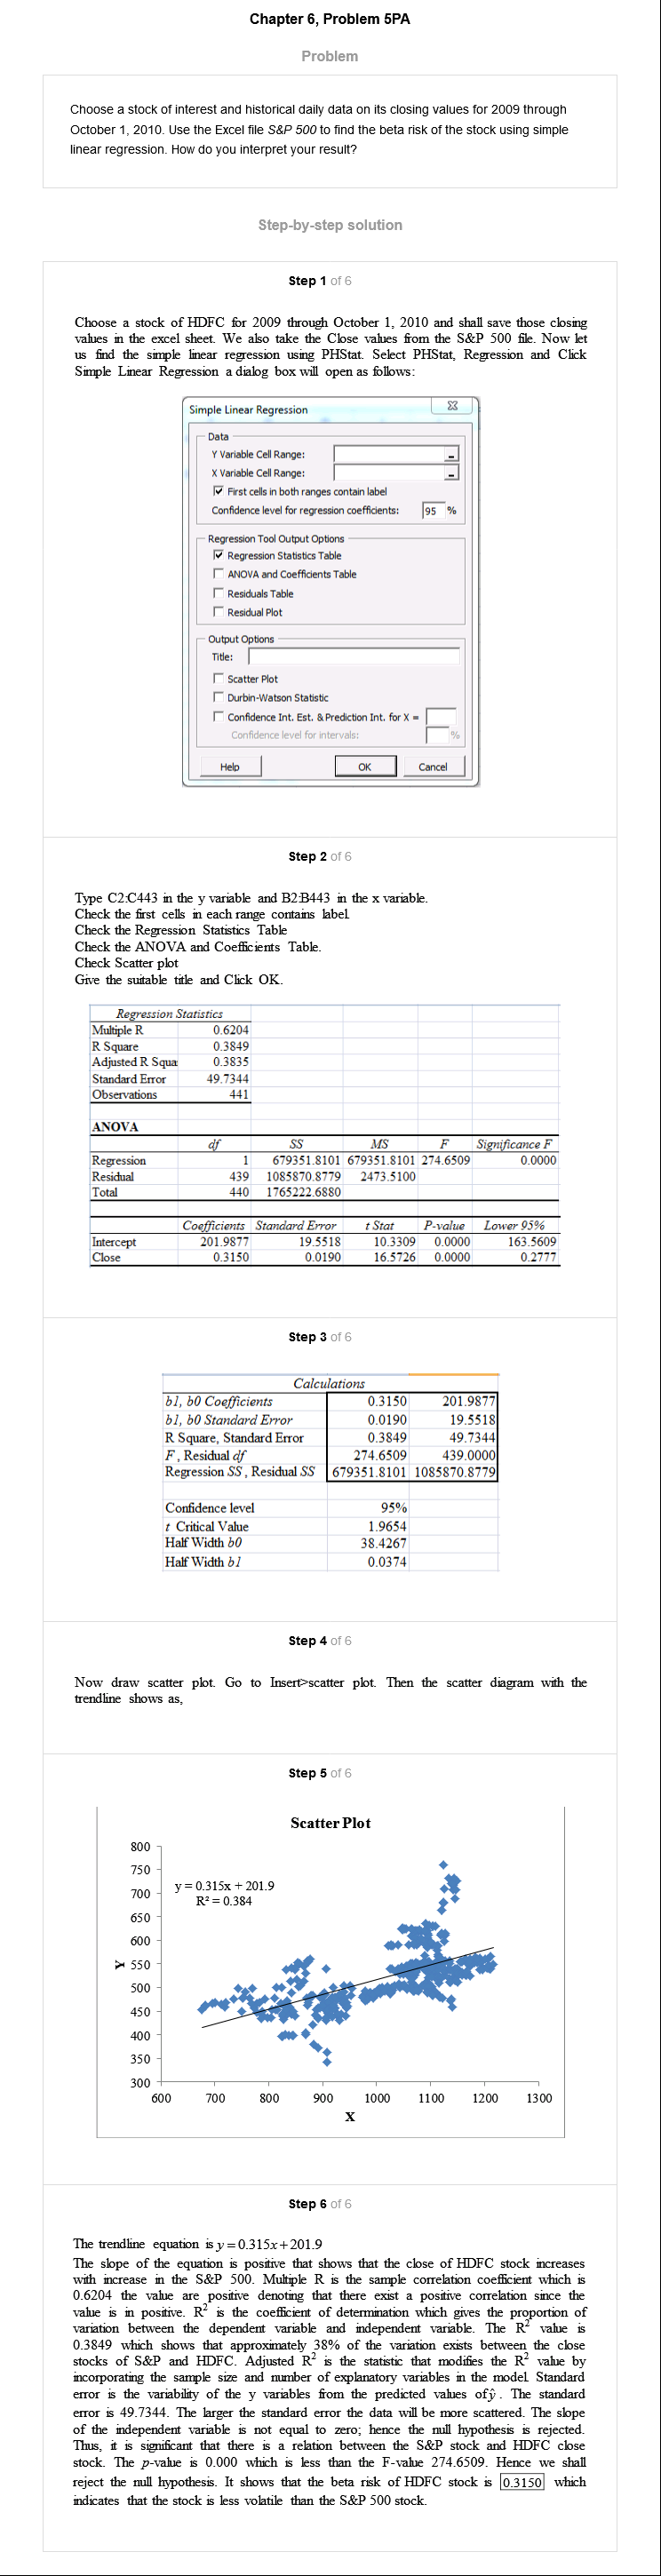 Chapter 6, Problem 5PA
Problem
Choose a stock of interest and historical daily data on its closing values for 2009 through
October 1, 2010. Use the Excel file S&P 500 to find the beta risk of the stock using simple
linear regression. How do you interpret your result?
Step-by-step solution
Step 1 of 6
Choose a stock of HDFC for 2009 through October 1, 2010 and shall save those closing
values in the excel sheet. We also take the Close values from the S&P 500 file. Now let
us find the simple linear regression using PHStat. Select PHStat, Regression and Click
Simple Linear Regression a dialog box will open as follows:
Simple Linear Regression
Data
Y Variable Cell Range:
X Variable Cell Range:
First cells in both ranges contain label
Confidence level for regression coefficients: 95 %
Regression Tool Output Options
Regression Statistics Table
ANOVA and Coefficients Table
Residuals Table
Residual Plot
Output Options
Title:
Scatter Plot
Durbin-Watson Statistic
Confidence Int. Est. & Prediction Int. for X =
Confidence level for intervals: %
Help OK Cancel
Step 2 of 6
Type C2:C443 in the y variable and B2:B443 in the x variable.
Check the first cells in each range contains label.
Check the Regression Statistics Table
Check the ANOVA and Coefficients Table.
Check Scatter plot
Give the suitable title and Click OK.
Regression Statistics
Multiple R 0.6204
R Square 0.3849
Adjusted R Squa 0.3835
Standard Error 49.7344
Observations 441
ANOVA
df SS MS F Significance F
Regression 1 679351.8101 679351.8101 274.6509 0.0000
Residual 439 1085870.8779 2473.5100
Total 440 1765222.6880
Coefficients Standard Error t Stat P-value Lower 95%
Intercept 201.9877 19.5518 10.3309 0.0000 163.5609
Close 0.3150 0.0190 16.5726 0.0000 0.2777
Step 3 of 6
Calculations
b1, b0 Coefficients 0.3150 201.9877
b1, b0 Standard Error 0.0190 19.5518
R Square, Standard Error 0.3849 49.7344
F, Residual df 274.6509 439.0000
Regression SS, Residual SS 679351.8101 1085870.8779
Confidence level 95%
t Critical Value 1.9654
Half Width b0 38.4267
Half Width b1 0.0374
Step 4 of 6
Now draw scatter plot. Go to Insert>scatter plot. Then the scatter diagram with the
trendline shows as,
Step 5 of 6
Scatter Plot
800
750
700
650
600
550
500
450
400
350
300
Y
y = 0.315x + 201.9
R² = 0.384
600 700 800 900 1000 1100 1200 1300
X
Step 6 of 6
The trendline equation is y = 0.315x + 201.9
The slope of the equation is positive that shows that the close of HDFC stock increases
with increase in the S&P 500. Multiple R is the sample correlation coefficient which is
0.6204 the value are positive denoting that there exist a positive correlation since the
value is in positive. R² is the coefficient of determination which gives the proportion of
variation between the dependent variable and independent variable. The R² value is
0.3849 which shows that approximately 38% of the variation exists between the close
stocks of S&P and HDFC. Adjusted R² is the statistic that modifies the R² value by
incorporating the sample size and number of explanatory variables in the model. Standard
error is the variability of the y variables from the predicted values of ŷ. The standard
error is 49.7344. The larger the standard error the data will be more scattered. The slope
of the independent variable is not equal to zero; hence the null hypothesis is rejected.
Thus, it is significant that there is a relation between the S&P stock and HDFC close
stock. The p-value is 0.000 which is less than the F-value 274.6509. Hence we shall
reject the null hypothesis. It shows that the beta risk of HDFC stock is 0.3150 which
indicates that the stock is less volatile than the S&P 500 stock.